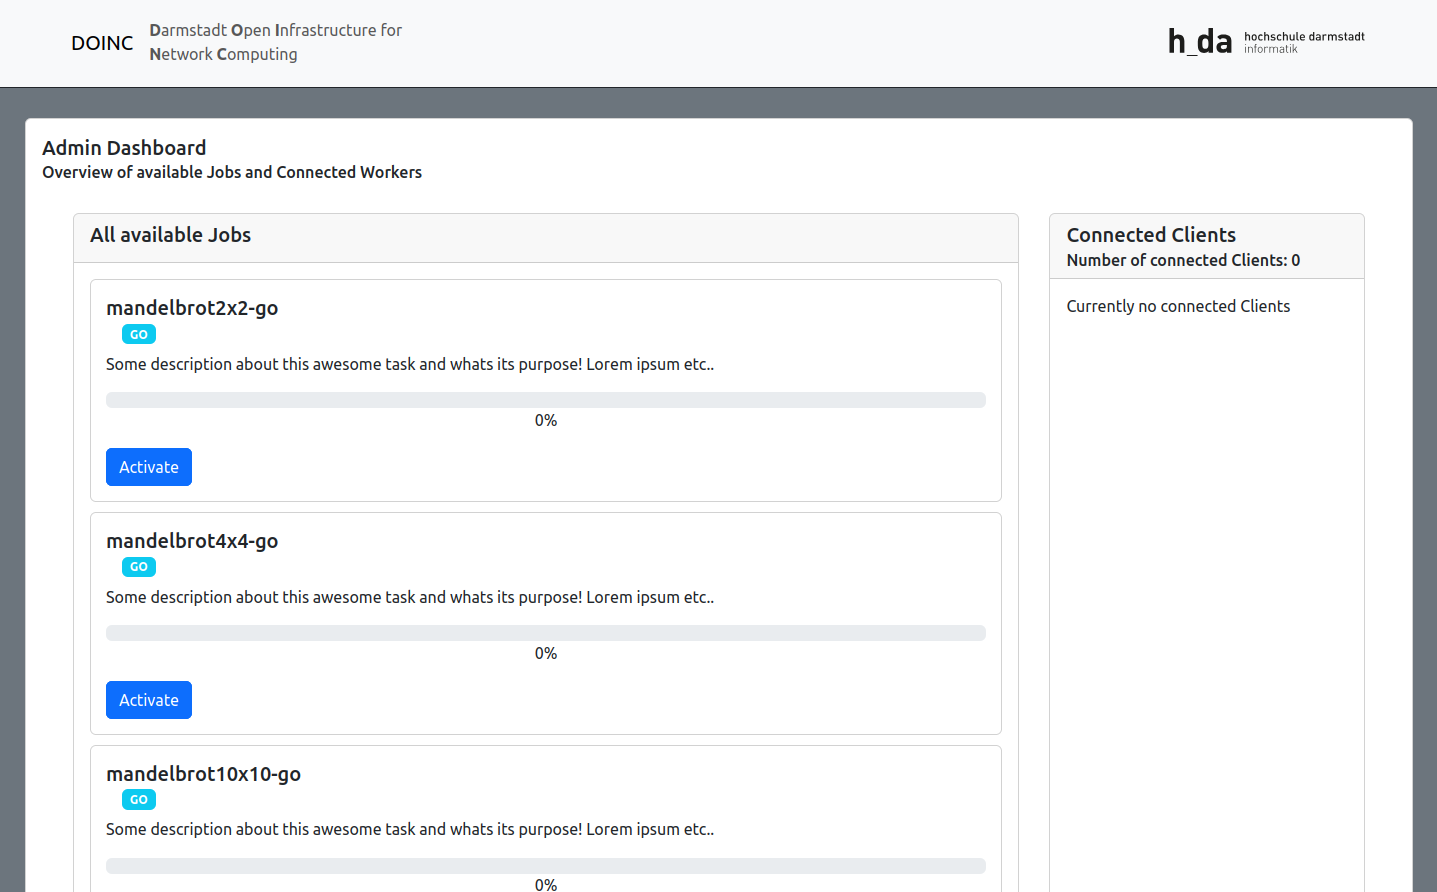 DOINC
Darmstadt Open Infrastructure for
Network Computing
h_da
hochschule darmstadt
informatik
Admin Dashboard
Overview of available Jobs and Connected Workers
All available Jobs
mandelbrot2x2-go
GO
Some description about this awesome task and whats its purpose! Lorem ipsum etc..
0%
Activate
mandelbrot4x4-go
GO
Some description about this awesome task and whats its purpose! Lorem ipsum etc..
0%
Activate
mandelbrot10x10-go
GO
Some description about this awesome task and whats its purpose! Lorem ipsum etc..
0%
Connected Clients
Number of connected Clients: 0
Currently no connected Clients